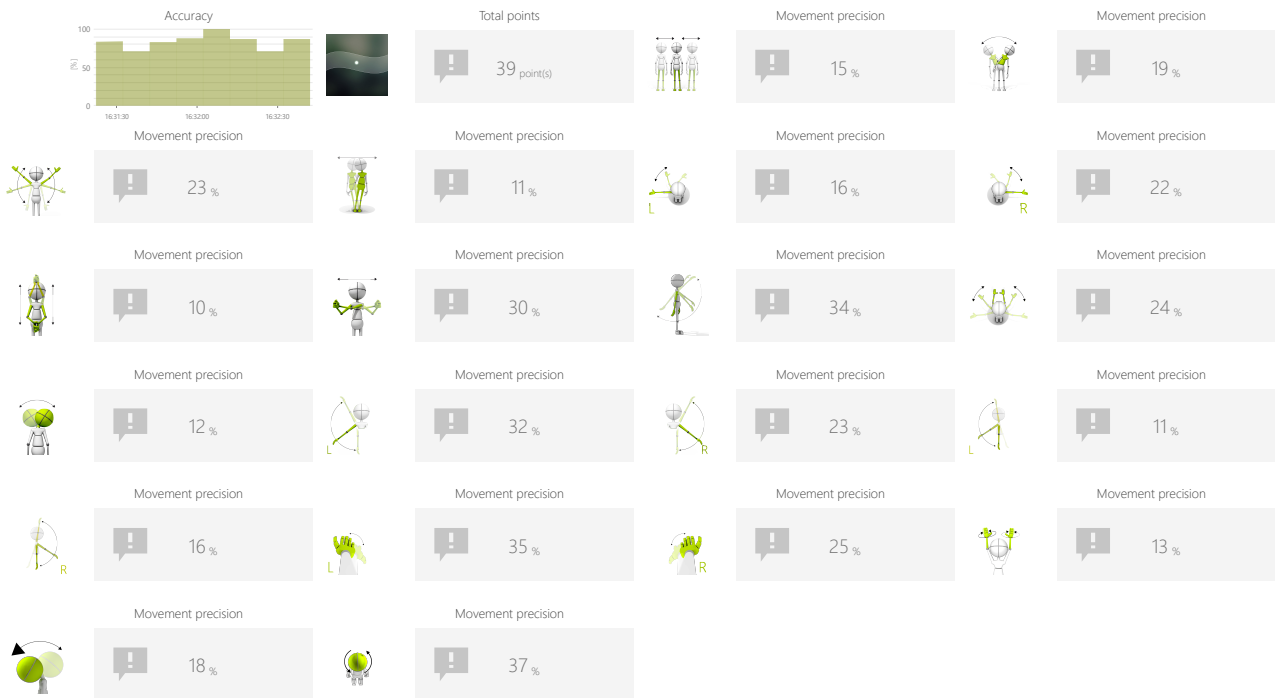 Accuracy
Total points
Movement precision
Movement precision
100
50
0
[%]
16:31:30
16:32:00
16:32:30
39 point(s)
15 %
19 %
Movement precision
Movement precision
Movement precision
Movement precision
23 %
11 %
L
16 %
R
22 %
Movement precision
Movement precision
Movement precision
Movement precision
10 %
30 %
34 %
24 %
Movement precision
Movement precision
Movement precision
Movement precision
12 %
L
32 %
R
23 %
L
11 %
Movement precision
Movement precision
Movement precision
Movement precision
R
16 %
L
35 %
R
25 %
13 %
Movement precision
Movement precision
18 %
37 %